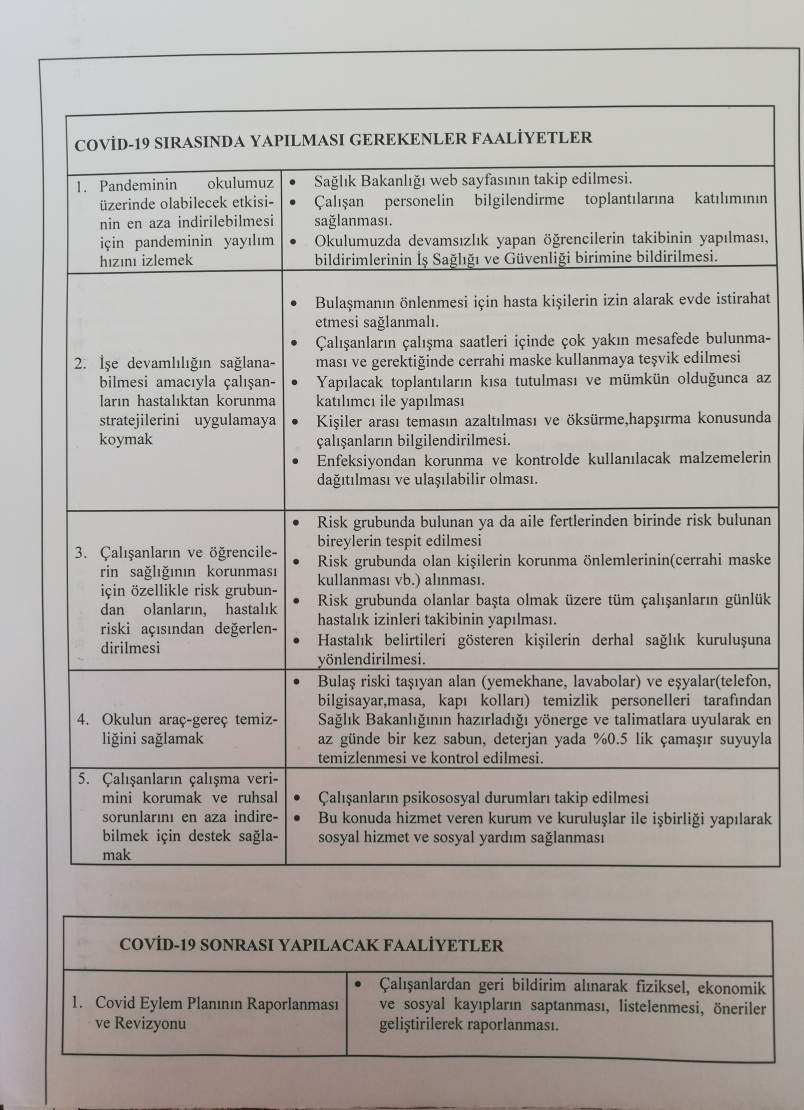 COVİD-19 SIRASINDA YAPILMASI GEREKENLER FAALİYETLER
1. Pandeminin okulumuz
üzerinde olabilecek etkisi-
nin en aza indirilebilmesi
için pandeminin yayılım
hızını izlemek
• Sağlık Bakanlığı web sayfasının takip edilmesi.
• Çalışan personelin bilgilendirme toplantılarına katılımının
sağlanması.
• Okulumuzda devamsızlık yapan öğrencilerin takibinin yapılması,
bildirimlerinin İş Sağlığı ve Güvenliği birimine bildirilmesi.
2. İşe devamlılığın sağlana-
bilmesi amacıyla çalışan-
ların hastalıktan korunma
stratejilerini uygulamaya
koymak
• Bulaşmanın önlenmesi için hasta kişilerin izin alarak evde istirahat
etmesi sağlanmalı.
• Çalışanların çalışma saatleri içinde çok yakın mesafede bulunma-
ması ve gerektiğinde cerrahi maske kullanmaya teşvik edilmesi
• Yapılacak toplantıların kısa tutulması ve mümkün olduğunca az
katılımcı ile yapılması
• Kişiler arası temasın azaltılması ve öksürme,hapşırma konusunda
çalışanların bilgilendirilmesi.
• Enfeksiyondan korunma ve kontrolde kullanılacak malzemelerin
dağıtılması ve ulaşılabilir olması.
3. Çalışanların ve öğrencile-
rin sağlığının korunması
için özellikle risk grubun-
dan olanların, hastalık
riski açısından değerlen-
dirilmesi
• Risk grubunda bulunan ya da aile fertlerinden birinde risk bulunan
bireylerin tespit edilmesi
• Risk grubunda olan kişilerin korunma önlemlerinin(cerrahi maske
kullanması vb.) alınması.
• Risk grubunda olanlar başta olmak üzere tüm çalışanların günlük
hastalık izinleri takibinin yapılması.
• Hastalık belirtileri gösteren kişilerin derhal sağlık kuruluşuna
yönlendirilmesi.
4. Okulun araç-gereç temiz-
liğini sağlamak
• Bulaş riski taşıyan alan (yemekhane, lavabolar) ve eşyalar(telefon,
bilgisayar,masa, kapı kolları) temizlik personelleri tarafından
Sağlık Bakanlığının hazırladığı yönerge ve talimatlara uyularak en
az günde bir kez sabun, deterjan yada %0.5 lik çamaşır suyuyla
temizlenmesi ve kontrol edilmesi.
5. Çalışanların çalışma veri-
mini korumak ve ruhsal
sorunlarını en aza indire-
bilmek için destek sağla-
mak
• Çalışanların psikososyal durumları takip edilmesi
• Bu konuda hizmet veren kurum ve kuruluşlar ile işbirliği yapılarak
sosyal hizmet ve sosyal yardım sağlanması
COVİD-19 SONRASI YAPILACAK FAALİYETLER
1. Covid Eylem Planının Raporlanması
ve Revizyonu
• Çalışanlardan geri bildirim alınarak fiziksel, ekonomik
ve sosyal kayıpların saptanması, listelenmesi, öneriler
geliştirilerek raporlanması.